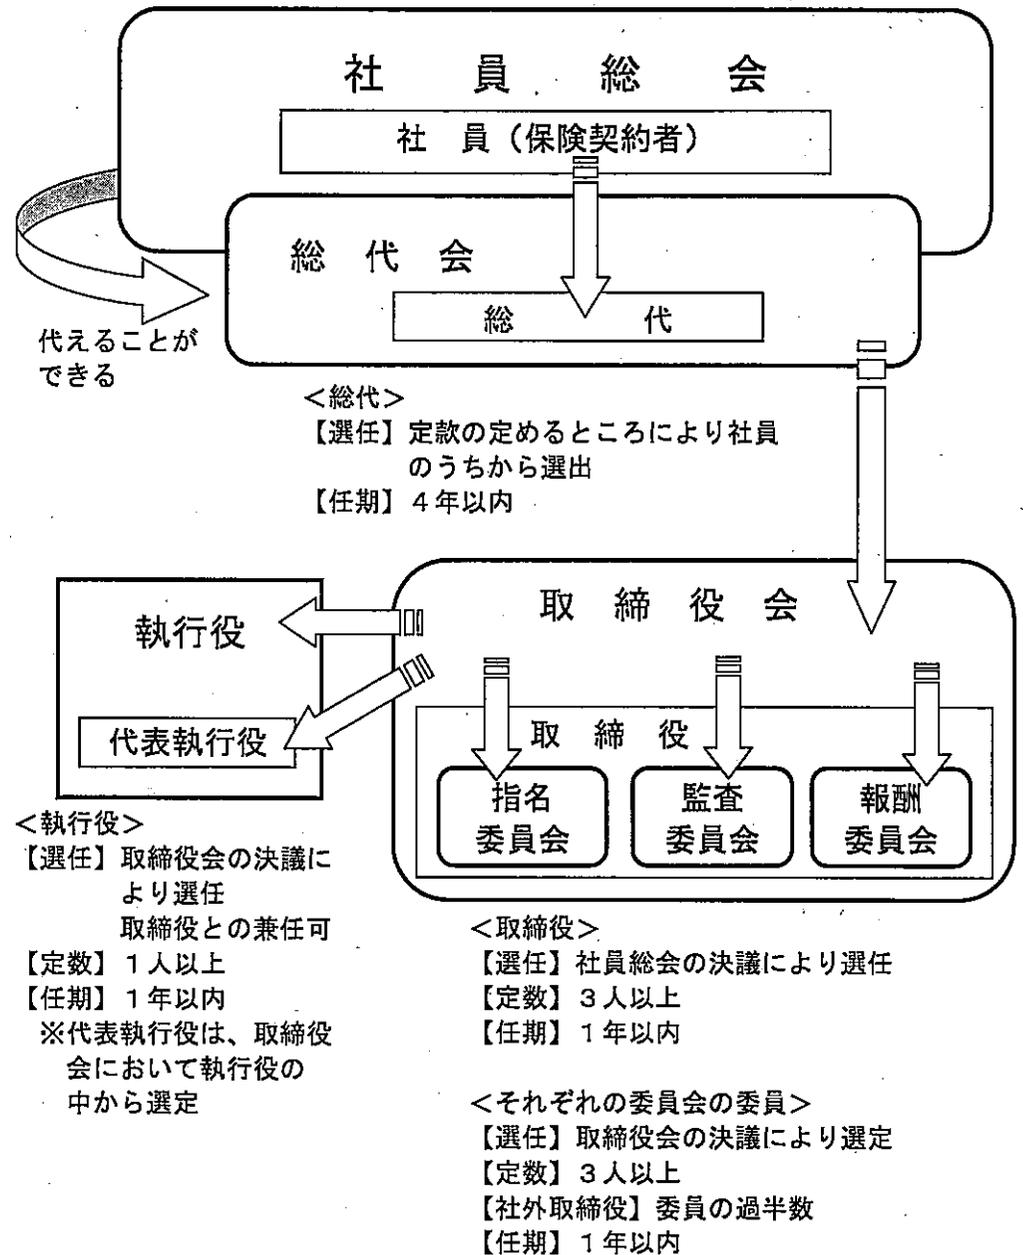 社員総会
社　員（保険契約者）
総代会
総代
代えることが
できる
＜総代＞
【選任】定款の定めるところにより社員
のうちから選出
【任期】４年以内
取締役会
執行役
代表執行役
取締役
指名
委員会
監査
委員会
報酬
委員会
＜執行役＞
【選任】取締役会の決議に
より選任
取締役との兼任可
【定数】１人以上
【任期】１年以内
※代表執行役は、取締役
会において執行役の
中から選定
＜取締役＞
【選任】社員総会の決議により選任
【定数】３人以上
【任期】１年以内
＜それぞれの委員会の委員＞
【選任】取締役会の決議により選定
【定数】３人以上
【社外取締役】委員の過半数
【任期】１年以内